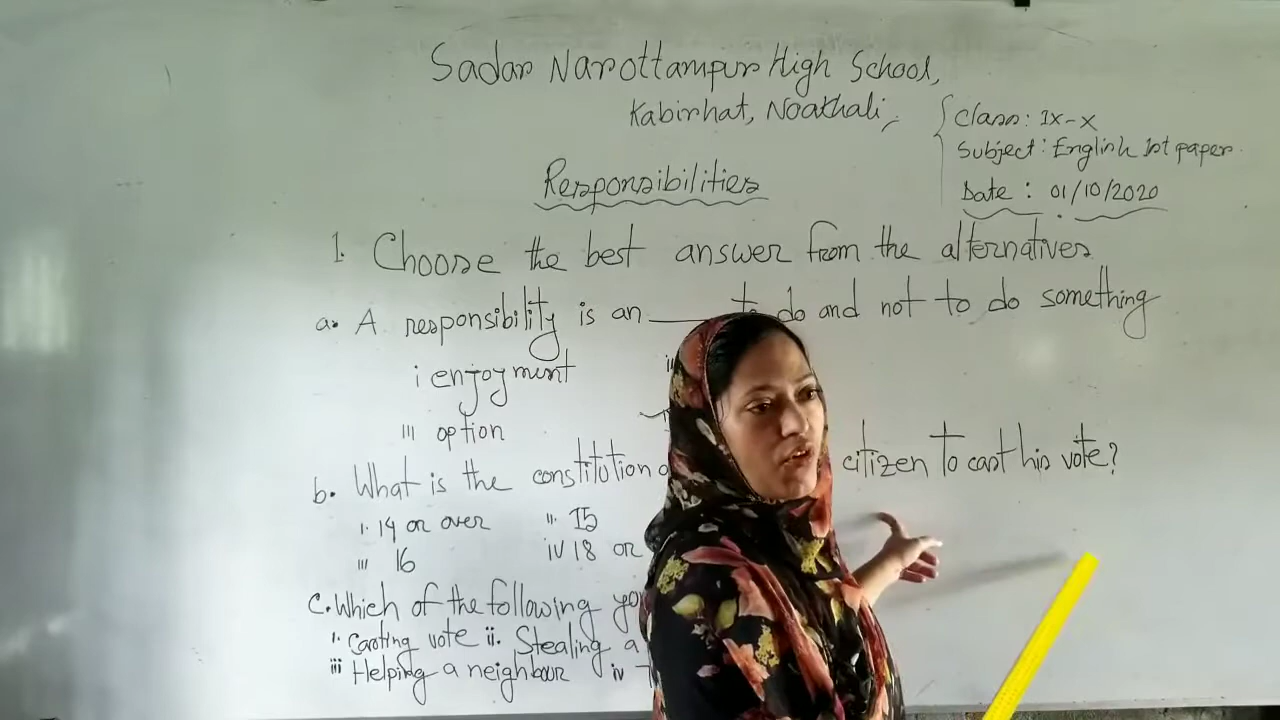 Sadar Narottampur High School,
Kabirhat, Noakhali,
Class: IX-X
Subject: English 1st paper
Date: 01/10/2020
Responsibilities
1. Choose the best answer from the alternatives
a. A responsibility is an ____ to do and not to do something
i enjoyment
iii option
b. What is the constitution citizen to cast his vote?
i. 14 or over ii. 15
iii 16 iv 18 or
c. Which of the following
i. Casting vote ii. Stealing a
iii Helping a neighbour iv